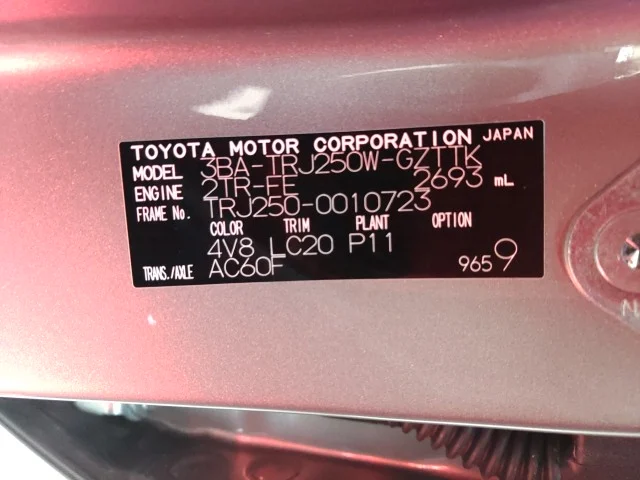 TOYOTA MOTOR CORPORATION JAPAN
MODEL 3BA-TRJ250W-GZTTK
ENGINE 2TR-FE 2693 mL
FRAME No. TRJ250-0010723
COLOR TRIM PLANT OPTION
4V8 LC20 P11
TRANS./AXLE AC60F 9659